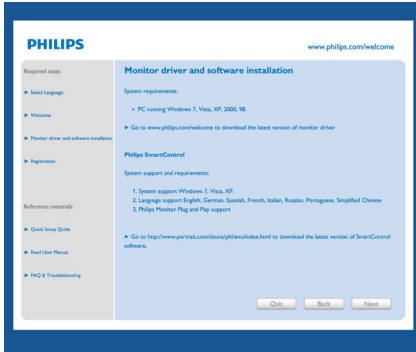 PHILIPS
www.philips.com/welcome
Required steps
Select Language:
Welcome
Monitor driver and software installation
Registration
Reference materials
Quick Setup Quide
Read User Manual
FAQ & Troubleshooting
Monitor driver and software installation
System requirements:
• PC running Windows 7, Vista, XP, 2000, 98.
Go to www.philips.com/welcome to download the latest version of monitor driver
Philips SmartControl
System support and requirements:
1. System support Windows 7, Vista, XP.
2. Language support English, German, Spanish, French, Italian, Russian, Portuguese, Simplified Chinese
3. Philips Monitor Plug and Play support
Go to http://www.portrait.com/dtune/phl/enu/index.html to download the latest version of SmartControl
software.
Quit
Back
Next